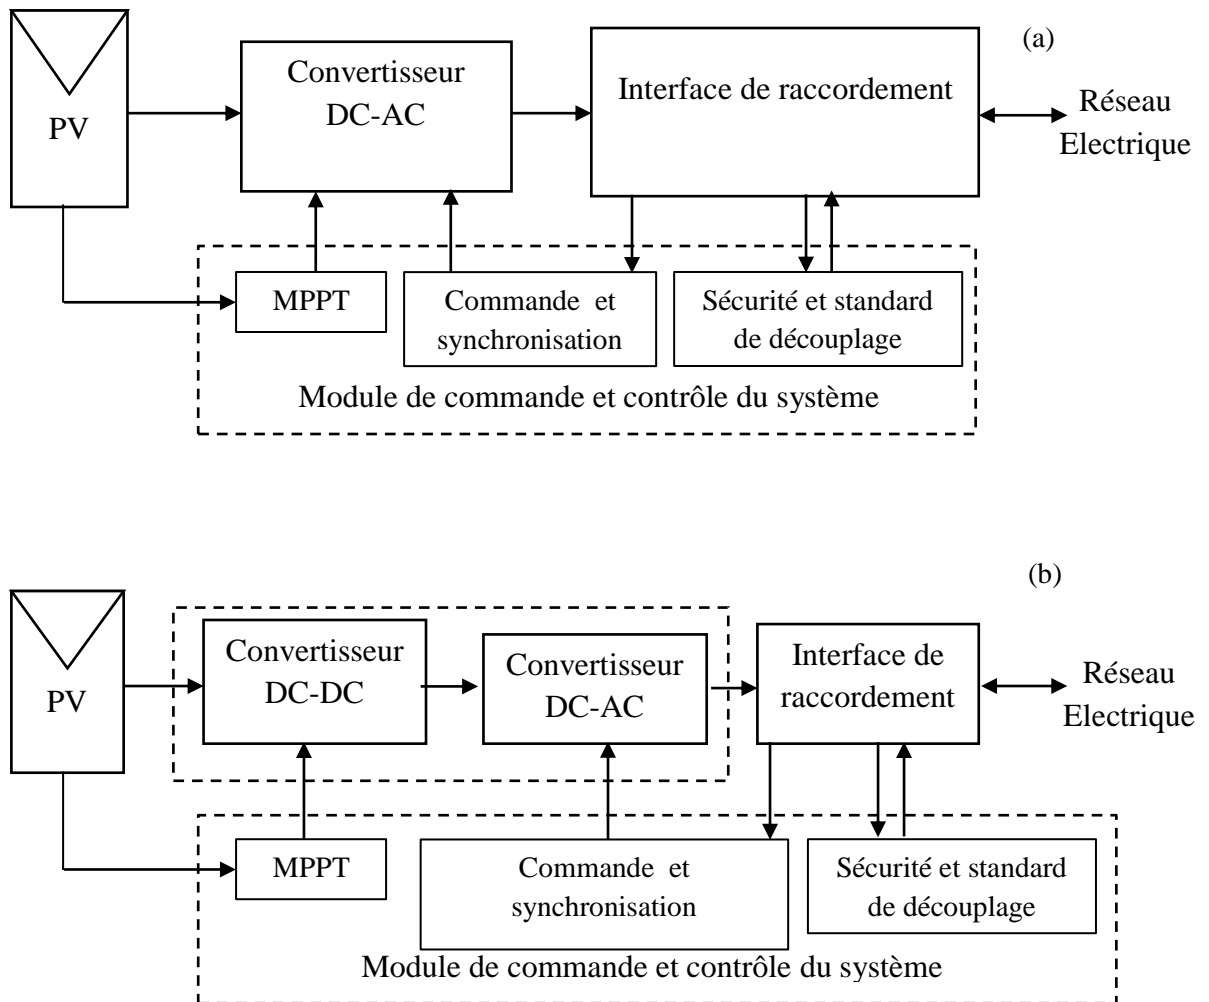 (a)
PV
Convertisseur
DC-AC
Interface de raccordement
Réseau
Electrique
MPPT
Commande et
synchronisation
Sécurité et standard
de découplage
Module de commande et contrôle du système
(b)
PV
Convertisseur
DC-DC
Convertisseur
DC-AC
Interface de
raccordement
Réseau
Electrique
MPPT
Commande et
synchronisation
Sécurité et standard
de découplage
Module de commande et contrôle du système